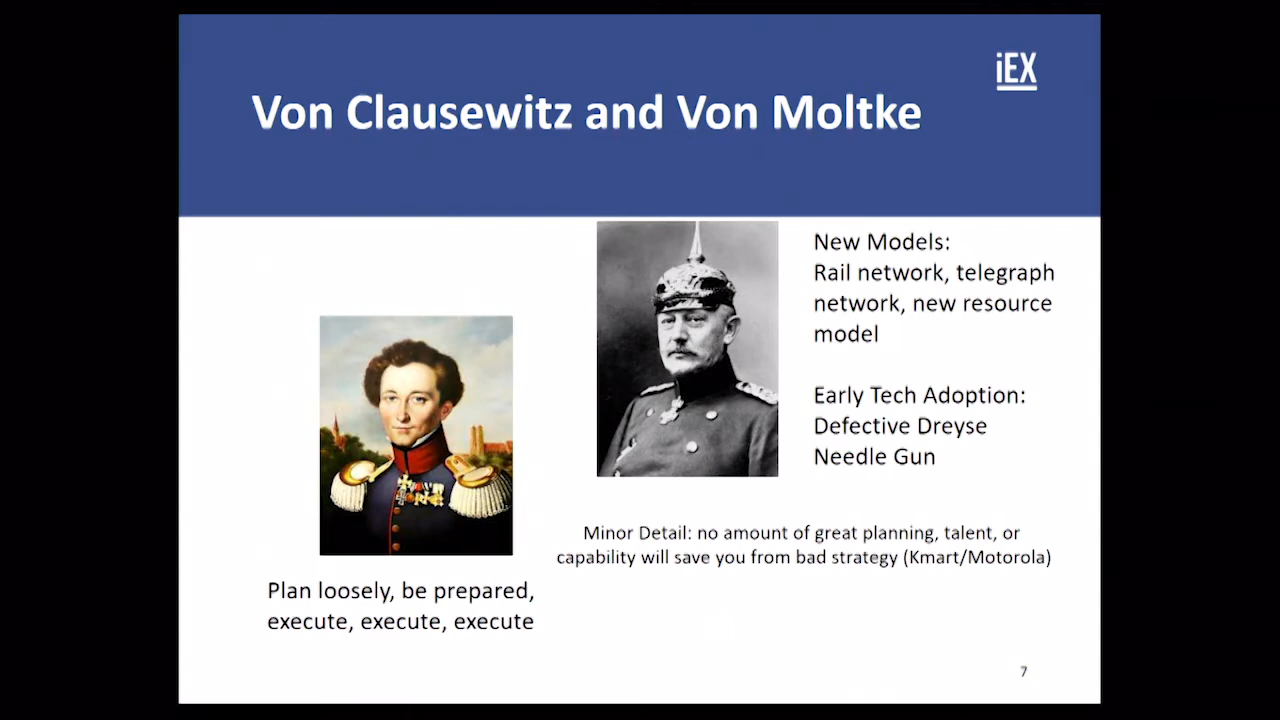 iEX
Von Clausewitz and Von Moltke
New Models:
Rail network, telegraph
network, new resource
model
Early Tech Adoption:
Defective Dreyse
Needle Gun
Minor Detail: no amount of great planning, talent, or
capability will save you from bad strategy (Kmart/Motorola)
Plan loosely, be prepared,
execute, execute, execute
7